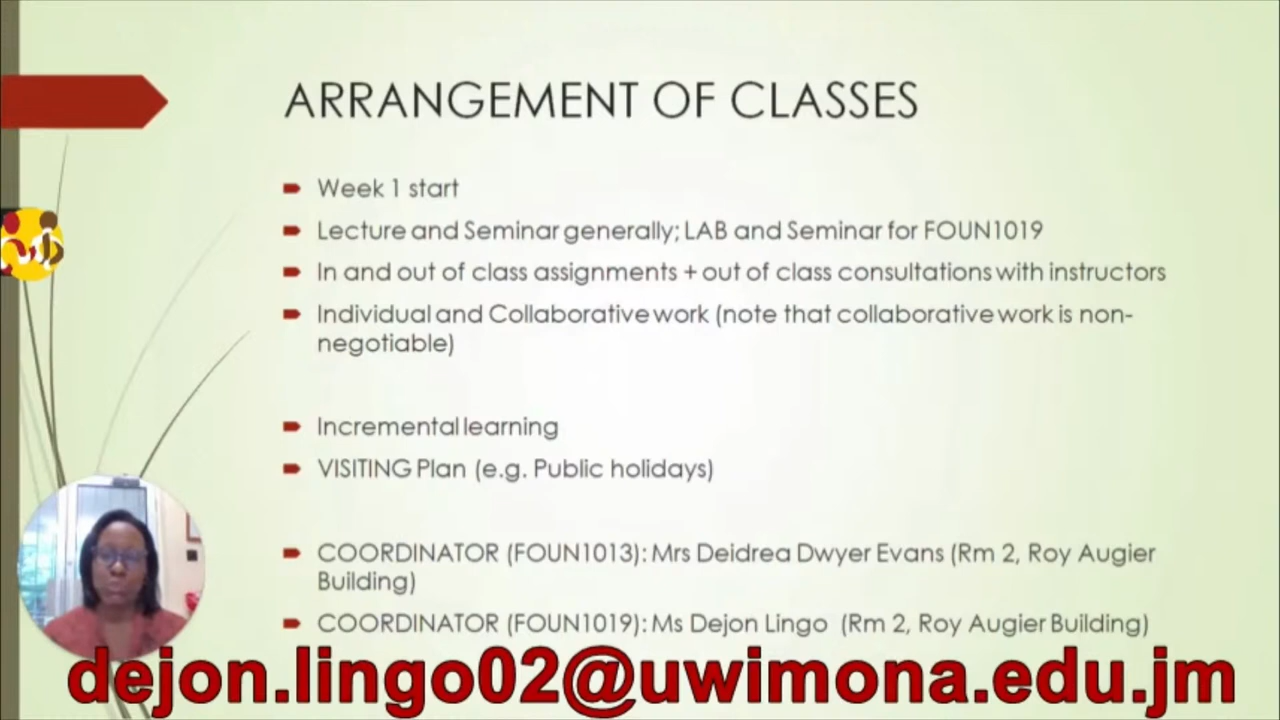 ARRANGEMENT OF CLASSES
Week 1 start
Lecture and Seminar generally; LAB and Seminar for FOUN1019
In and out of class assignments + out of class consultations with instructors
Individual and Collaborative work (note that collaborative work is non-
negotiable)
Incremental learning
VISITING Plan (e.g. Public holidays)
COORDINATOR (FOUN1013): Mrs Deidrea Dwyer Evans (Rm 2, Roy Augier
Building)
COORDINATOR (FOUN1019): Ms Dejon Lingo (Rm 2, Roy Augier Building)
dejon.lingo02@uwimona.edu.jm